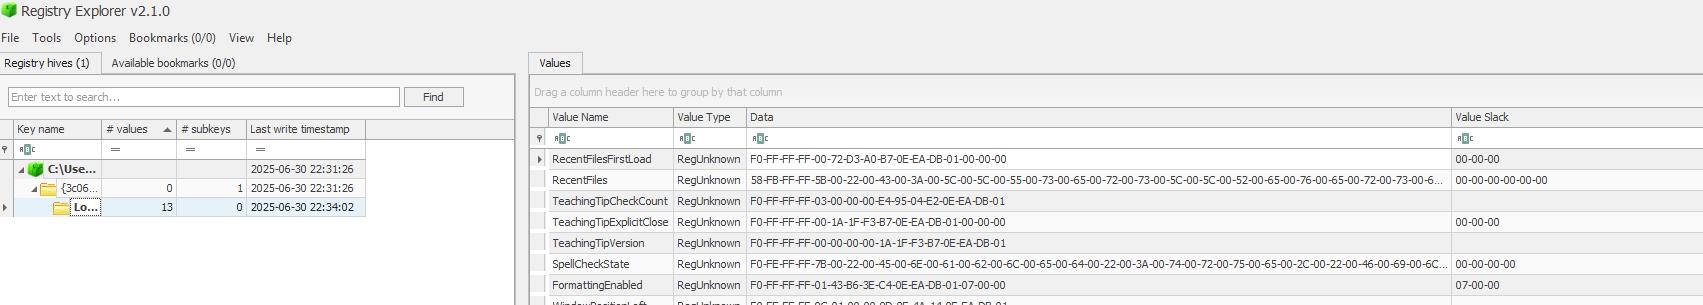 Registry Explorer v2.1.0
File Tools Options Bookmarks (0/0) View Help
Registry hives (1) Available bookmarks (0/0)
Enter text to search... Find
Key name # values # subkeys Last write timestamp
= = =
C:\Use... 2025-06-30 22:31:26
{3c06... 0 1 2025-06-30 22:31:26
Lo... 13 0 2025-06-30 22:34:02
Values
Drag a column header here to group by that column
Value Name Value Type Data Value Slack
ABC ABC ABC ABC
RecentFilesFirstLoad RegUnknown F0-FF-FF-FF-00-72-D3-A0-B7-0E-EA-DB-01-00-00-00 00-00-00
RecentFiles RegUnknown 58-FB-FF-FF-5B-00-22-00-43-00-3A-00-5C-00-5C-00-55-00-73-00-65-00-72-00-73-00-5C-00-5C-00-52-00-65-00-76-00-65-00-72-00-73-00-6... 00-00-00-00-00-00
TeachingTipCheckCount RegUnknown F0-FF-FF-FF-03-00-00-00-E4-95-04-E2-0E-EA-DB-01
TeachingTipExplicitClose RegUnknown F0-FF-FF-FF-00-1A-1F-F3-B7-0E-EA-DB-01-00-00-00 00-00-00
TeachingTipVersion RegUnknown F0-FF-FF-FF-00-00-00-00-1A-1F-F3-B7-0E-EA-DB-01
SpellCheckState RegUnknown F0-FE-FF-FF-7B-00-22-00-45-00-6E-00-61-00-62-00-6C-00-65-00-64-00-22-00-3A-00-74-00-72-00-75-00-65-00-2C-00-22-00-46-00-69-00-6C... 00-00-00-00
FormattingEnabled RegUnknown F0-FF-FF-FF-01-43-B6-3E-C4-0E-EA-DB-01-07-00-00 07-00-00
WindowPositionLeft RegUnknown